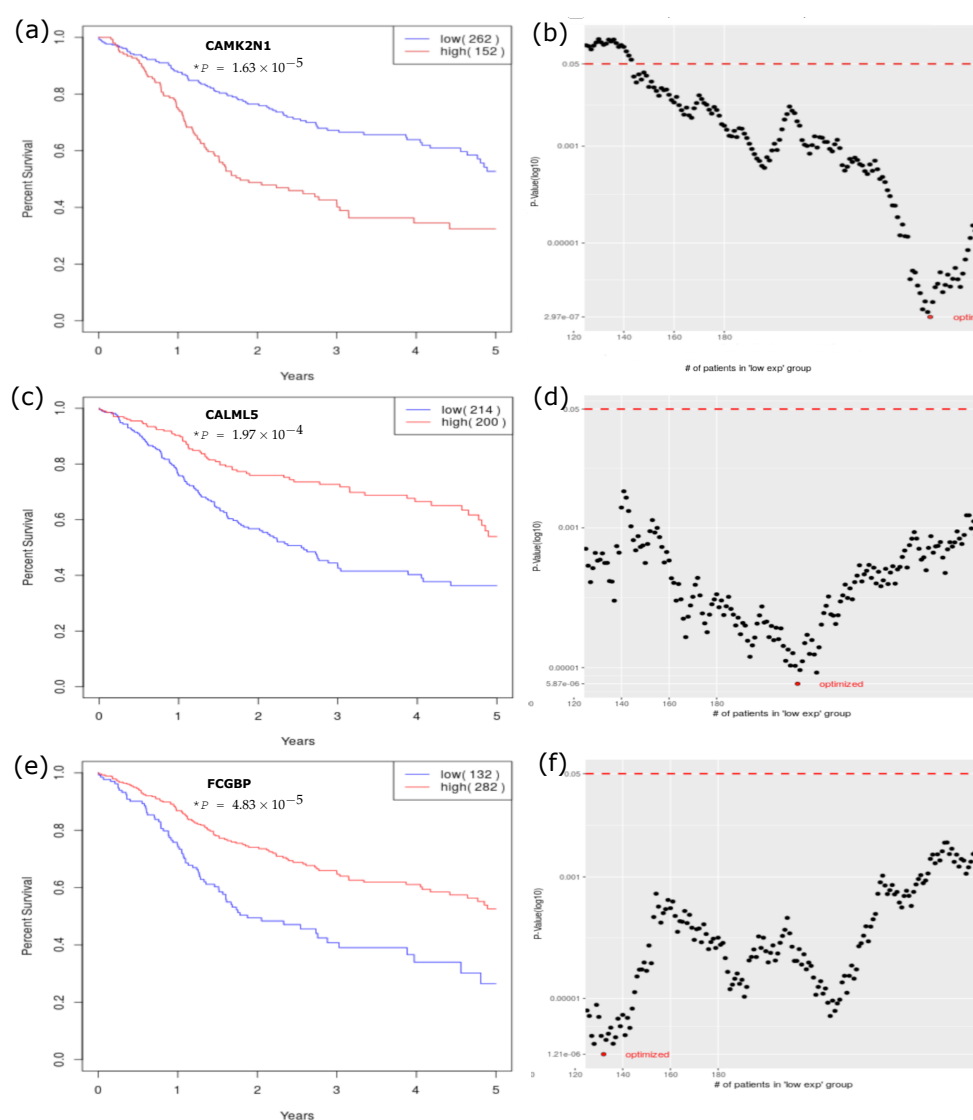 (a)
CAMK2N1
*P = 1.63 × 10⁻⁵
low( 262 )
high( 152 )
Percent Survival
1.0
0.8
0.6
0.4
0.2
0.0
0 1 2 3 4 5
Years
(b)
0.05
0.001
0.00001
2.97e-07
P-Value(log10)
120 140 160 180
# of patients in 'low exp' group
(c)
CALML5
*P = 1.97 × 10⁻⁴
low( 214 )
high( 200 )
Percent Survival
1.0
0.8
0.6
0.4
0.2
0.0
0 1 2 3 4 5
Years
(d)
0.05
0.001
0.00001
5.87e-06
P-Value(log10)
optimized
0 120 140 160 180
# of patients in 'low exp' group
(e)
FCGBP
*P = 4.83 × 10⁻⁵
low( 132 )
high( 282 )
Percent Survival
1.0
0.8
0.6
0.4
0.2
0.0
0 1 2 3 4 5
Years
(f)
0.05
0.001
0.00001
1.21e-06
P-Value(log10)
optimized
0 120 140 160 180
# of patients in 'low exp' group